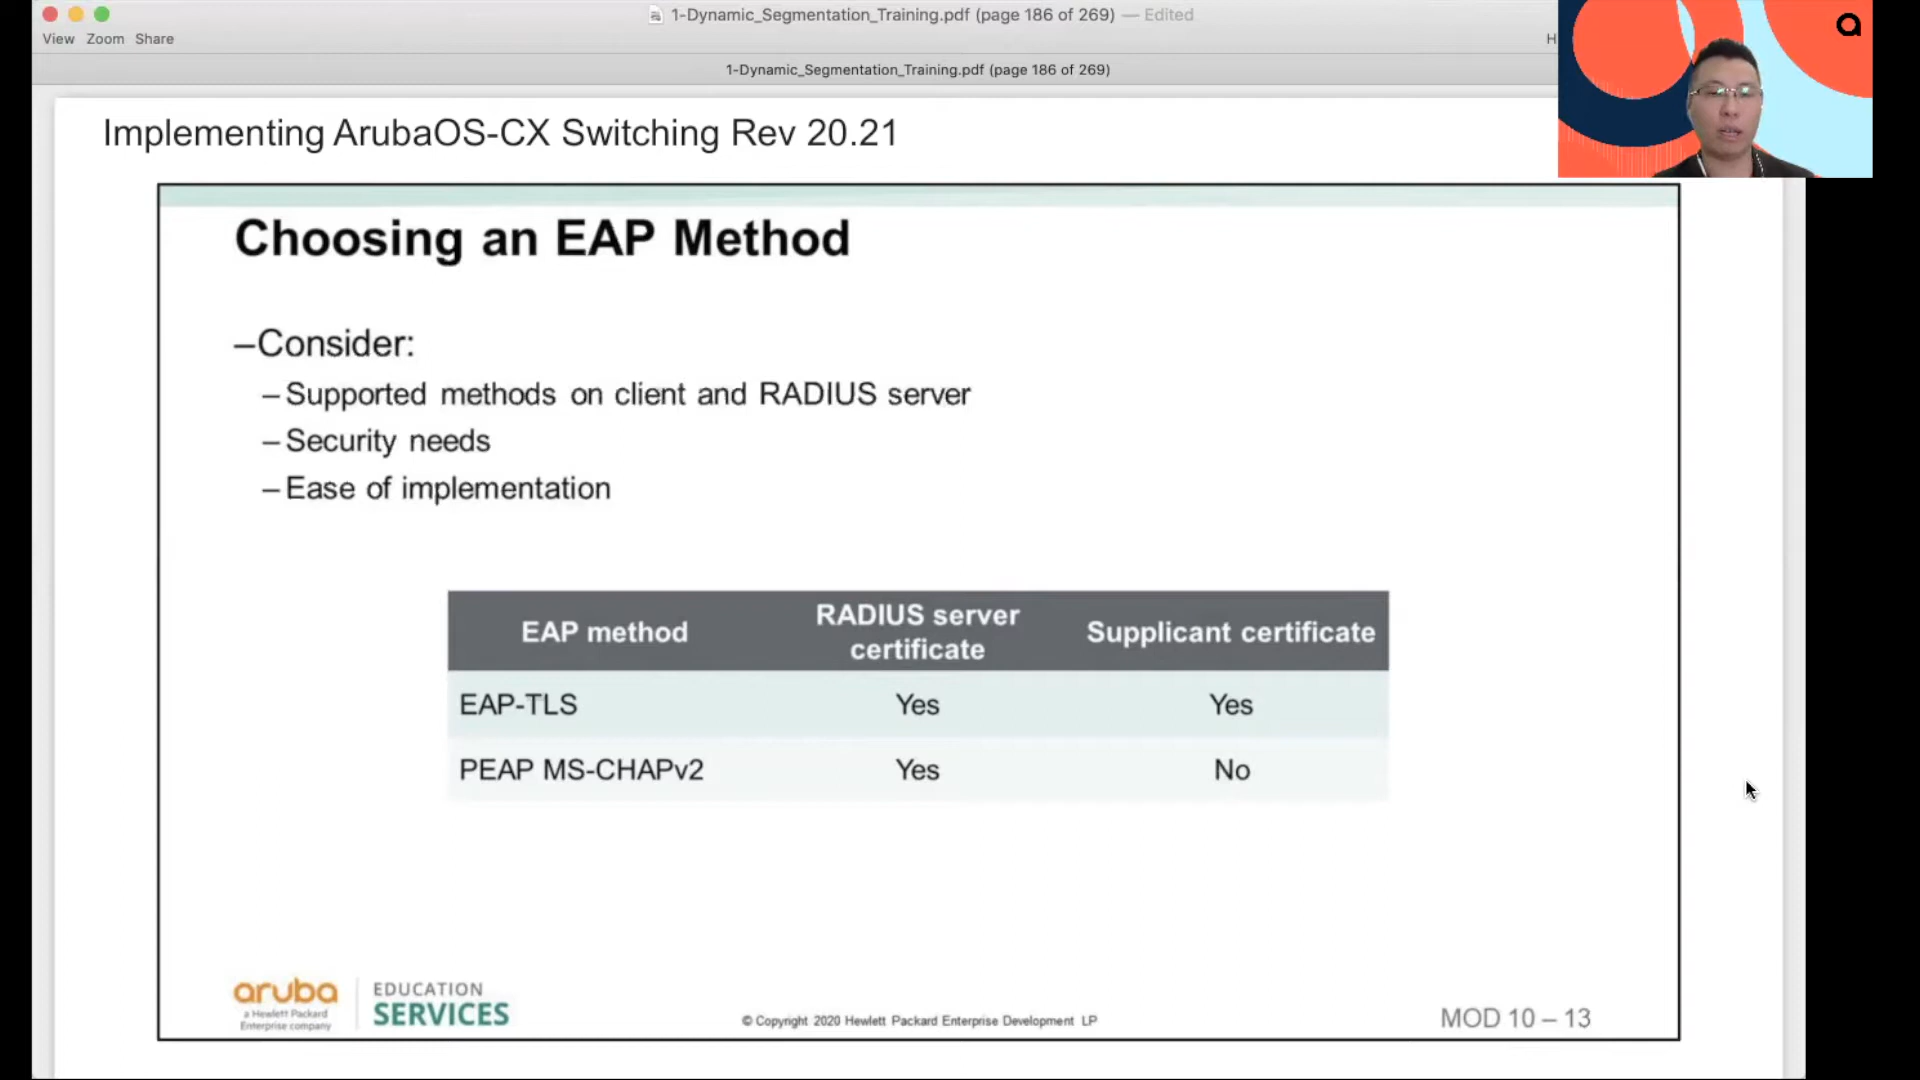 1-Dynamic_Segmentation_Training.pdf (page 186 of 269) — Edited
View Zoom Share
H
1-Dynamic_Segmentation_Training.pdf (page 186 of 269)
Implementing ArubaOS-CX Switching Rev 20.21
Choosing an EAP Method
–Consider:
–Supported methods on client and RADIUS server
–Security needs
–Ease of implementation
EAP method RADIUS server certificate Supplicant certificate
EAP-TLS Yes Yes
PEAP MS-CHAPv2 Yes No
aruba
a Hewlett Packard
Enterprise company
EDUCATION
SERVICES
© Copyright 2020 Hewlett Packard Enterprise Development LP
MOD 10 – 13